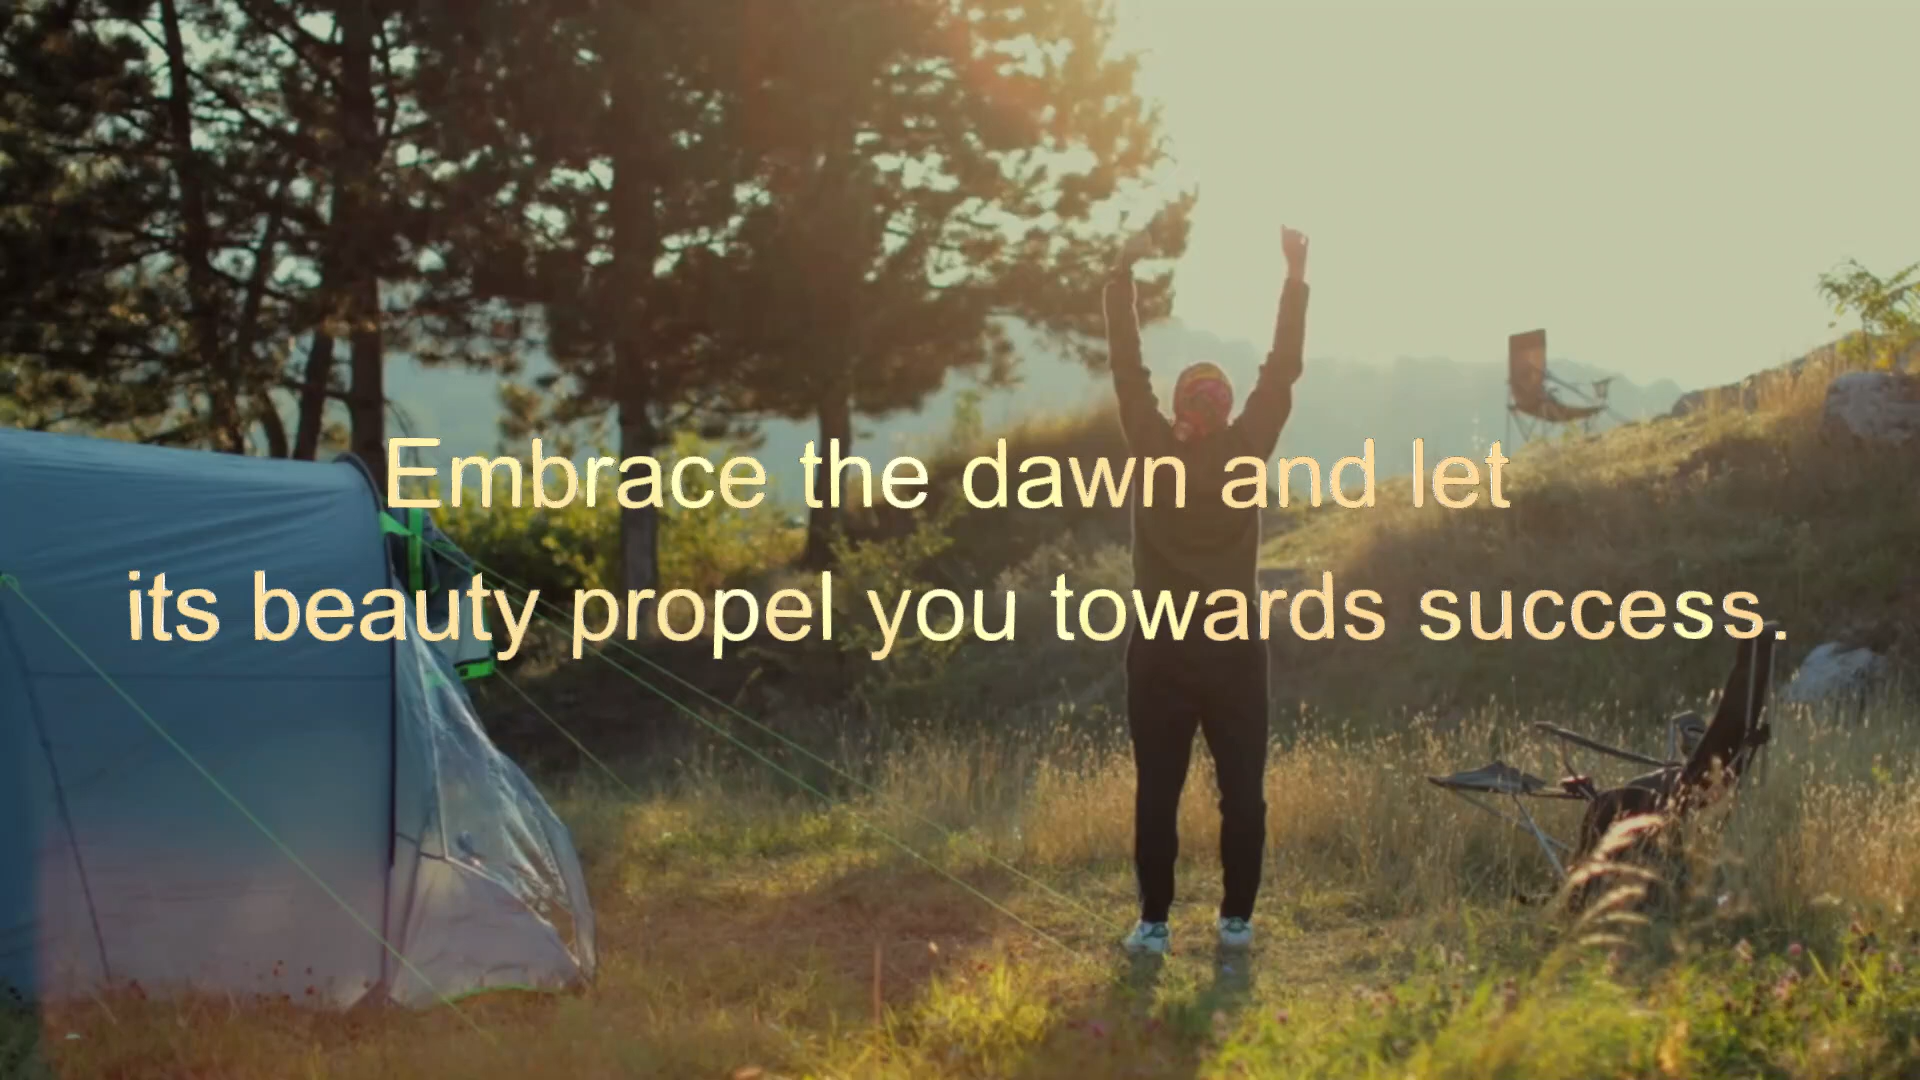 Embrace the dawn and let
its beauty propel you towards success.